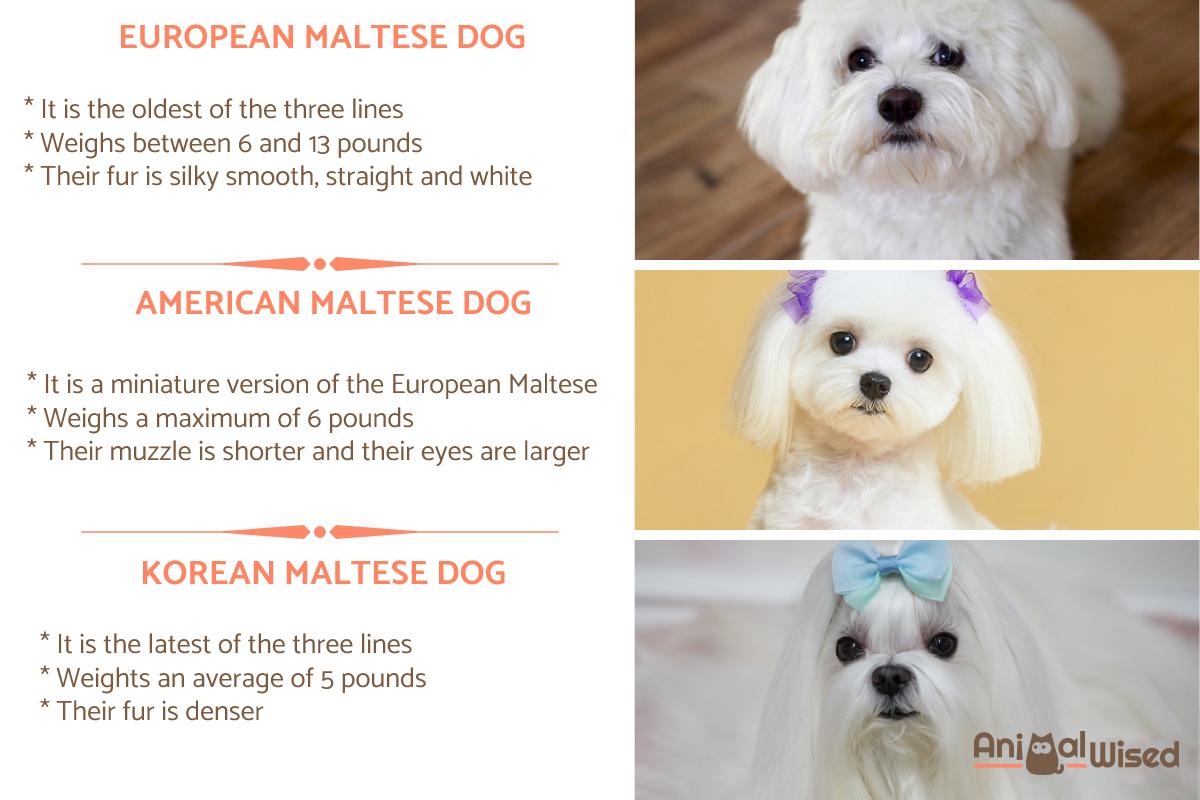 EUROPEAN MALTESE DOG
* It is the oldest of the three lines
* Weighs between 6 and 13 pounds
* Their fur is silky smooth, straight and white
AMERICAN MALTESE DOG
* It is a miniature version of the European Maltese
* Weighs a maximum of 6 pounds
* Their muzzle is shorter and their eyes are larger
KOREAN MALTESE DOG
* It is the latest of the three lines
* Weights an average of 5 pounds
* Their fur is denser
AnimalWised